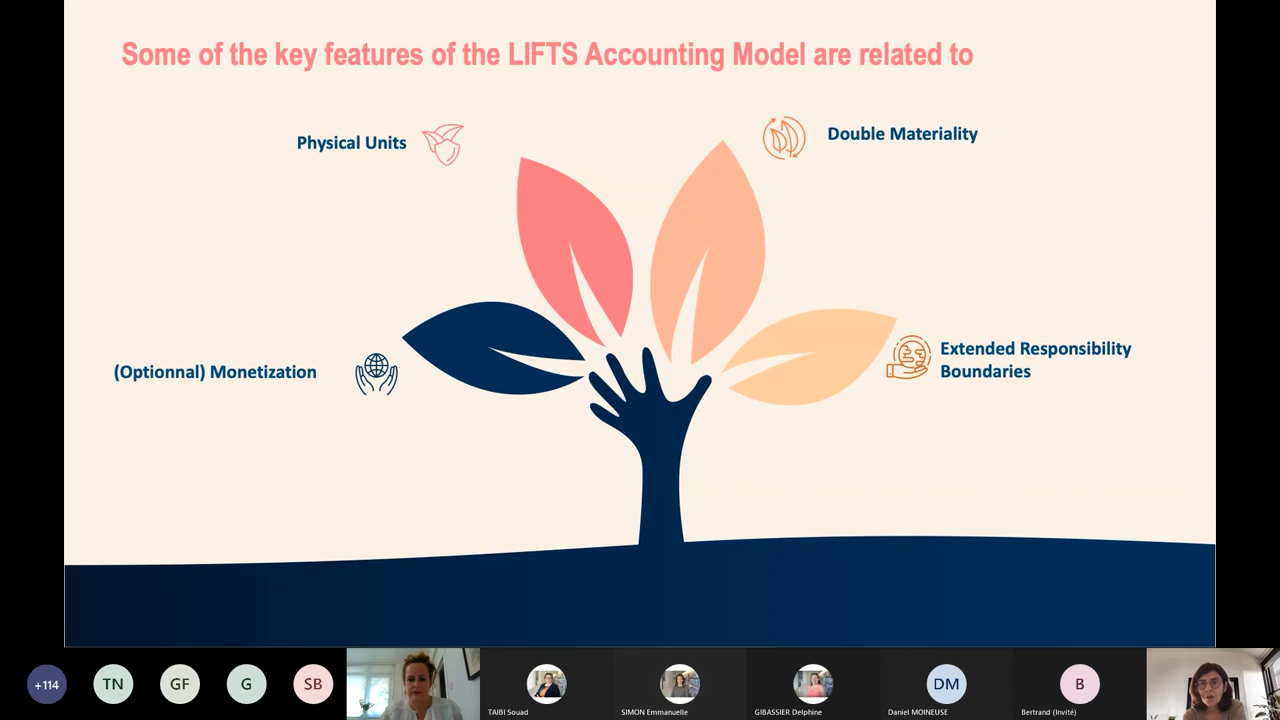 Some of the key features of the LIFTS Accounting Model are related to
Physical Units
Double Materiality
(Optionnal) Monetization
Extended Responsibility
Boundaries
+114
TN
GF
G
SB
TAIBI Souad
SIMON Emmanuelle
GIBASSIER Delphine
DM
Daniel MOINEUSE
B
Bertrand (Invité)